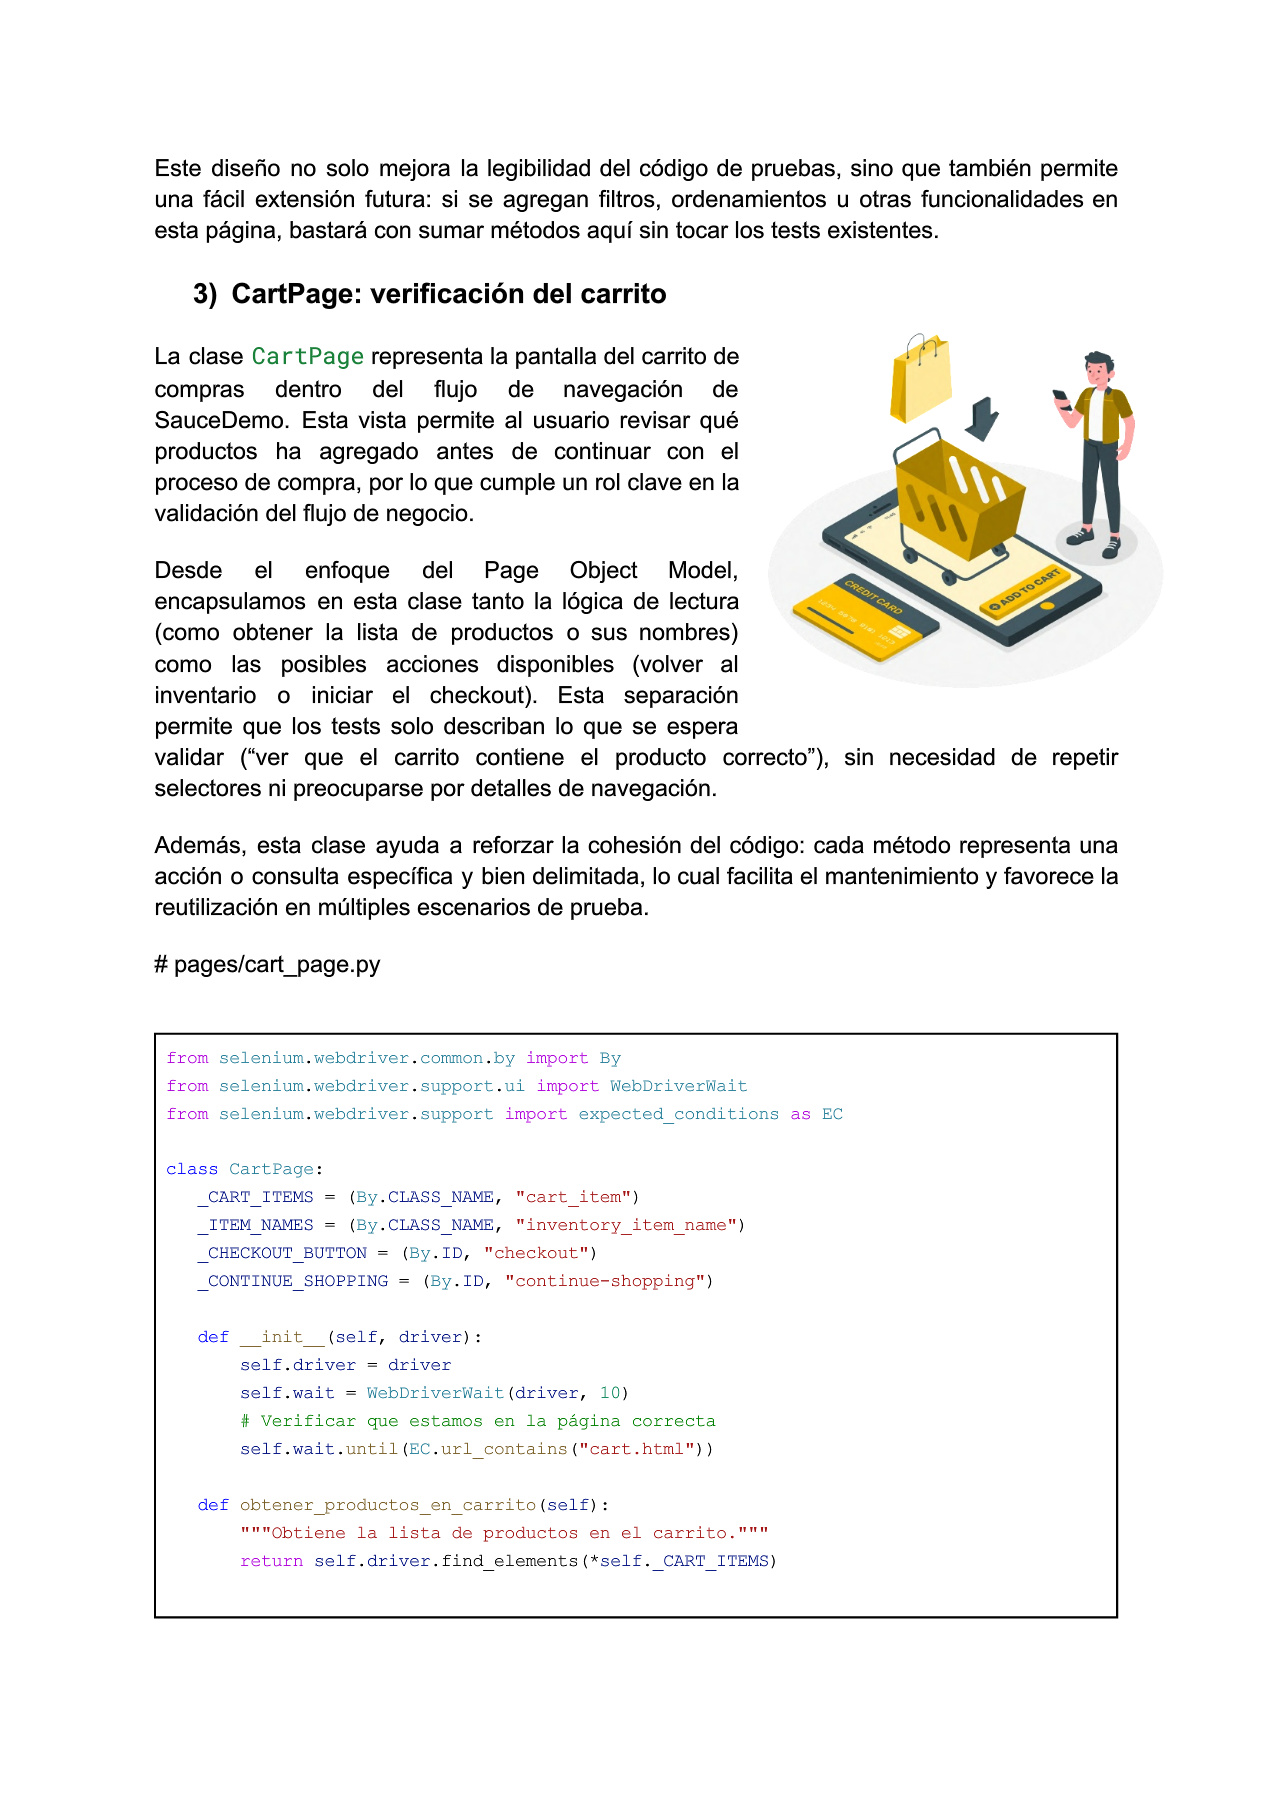 Este diseño no solo mejora la legibilidad del código de pruebas, sino que también permite
una fácil extensión futura: si se agregan filtros, ordenamientos u otras funcionalidades en
esta página, bastará con sumar métodos aquí sin tocar los tests existentes.
3) CartPage: verificación del carrito
La clase CartPage representa la pantalla del carrito de
compras dentro del flujo de navegación de
SauceDemo. Esta vista permite al usuario revisar qué
productos ha agregado antes de continuar con el
proceso de compra, por lo que cumple un rol clave en la
validación del flujo de negocio.
CREDIT CARD
ADD TO CART
Desde el enfoque del Page Object Model,
encapsulamos en esta clase tanto la lógica de lectura
(como obtener la lista de productos o sus nombres)
como las posibles acciones disponibles (volver al
inventario o iniciar el checkout). Esta separación
permite que los tests solo describan lo que se espera
validar (“ver que el carrito contiene el producto correcto”), sin necesidad de repetir
selectores ni preocuparse por detalles de navegación.
Además, esta clase ayuda a reforzar la cohesión del código: cada método representa una
acción o consulta específica y bien delimitada, lo cual facilita el mantenimiento y favorece la
reutilización en múltiples escenarios de prueba.
# pages/cart_page.py
from selenium.webdriver.common.by import By
from selenium.webdriver.support.ui import WebDriverWait
from selenium.webdriver.support import expected_conditions as EC
class CartPage:
_CART_ITEMS = (By.CLASS_NAME, "cart_item")
_ITEM_NAMES = (By.CLASS_NAME, "inventory_item_name")
_CHECKOUT_BUTTON = (By.ID, "checkout")
_CONTINUE_SHOPPING = (By.ID, "continue-shopping")
def __init__(self, driver):
self.driver = driver
self.wait = WebDriverWait(driver, 10)
# Verificar que estamos en la página correcta
self.wait.until(EC.url_contains("cart.html"))
def obtener_productos_en_carrito(self):
"""Obtiene la lista de productos en el carrito."""
return self.driver.find_elements(*self._CART_ITEMS)